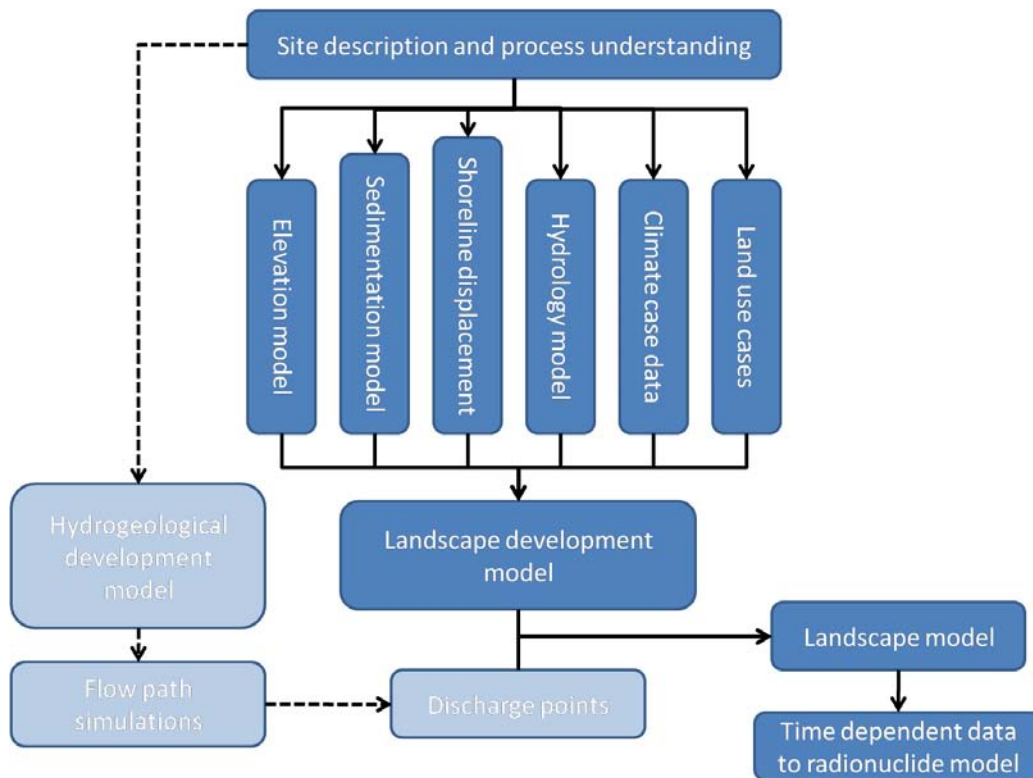 Site description and process understanding
Elevation model
Sedimentation model
Shoreline displacement
Hydrology model
Climate case data
Land use cases
Hydrogeological
development
model
Landscape development
model
Landscape model
Flow path
simulations
Discharge points
Time dependent data
to radionuclide model